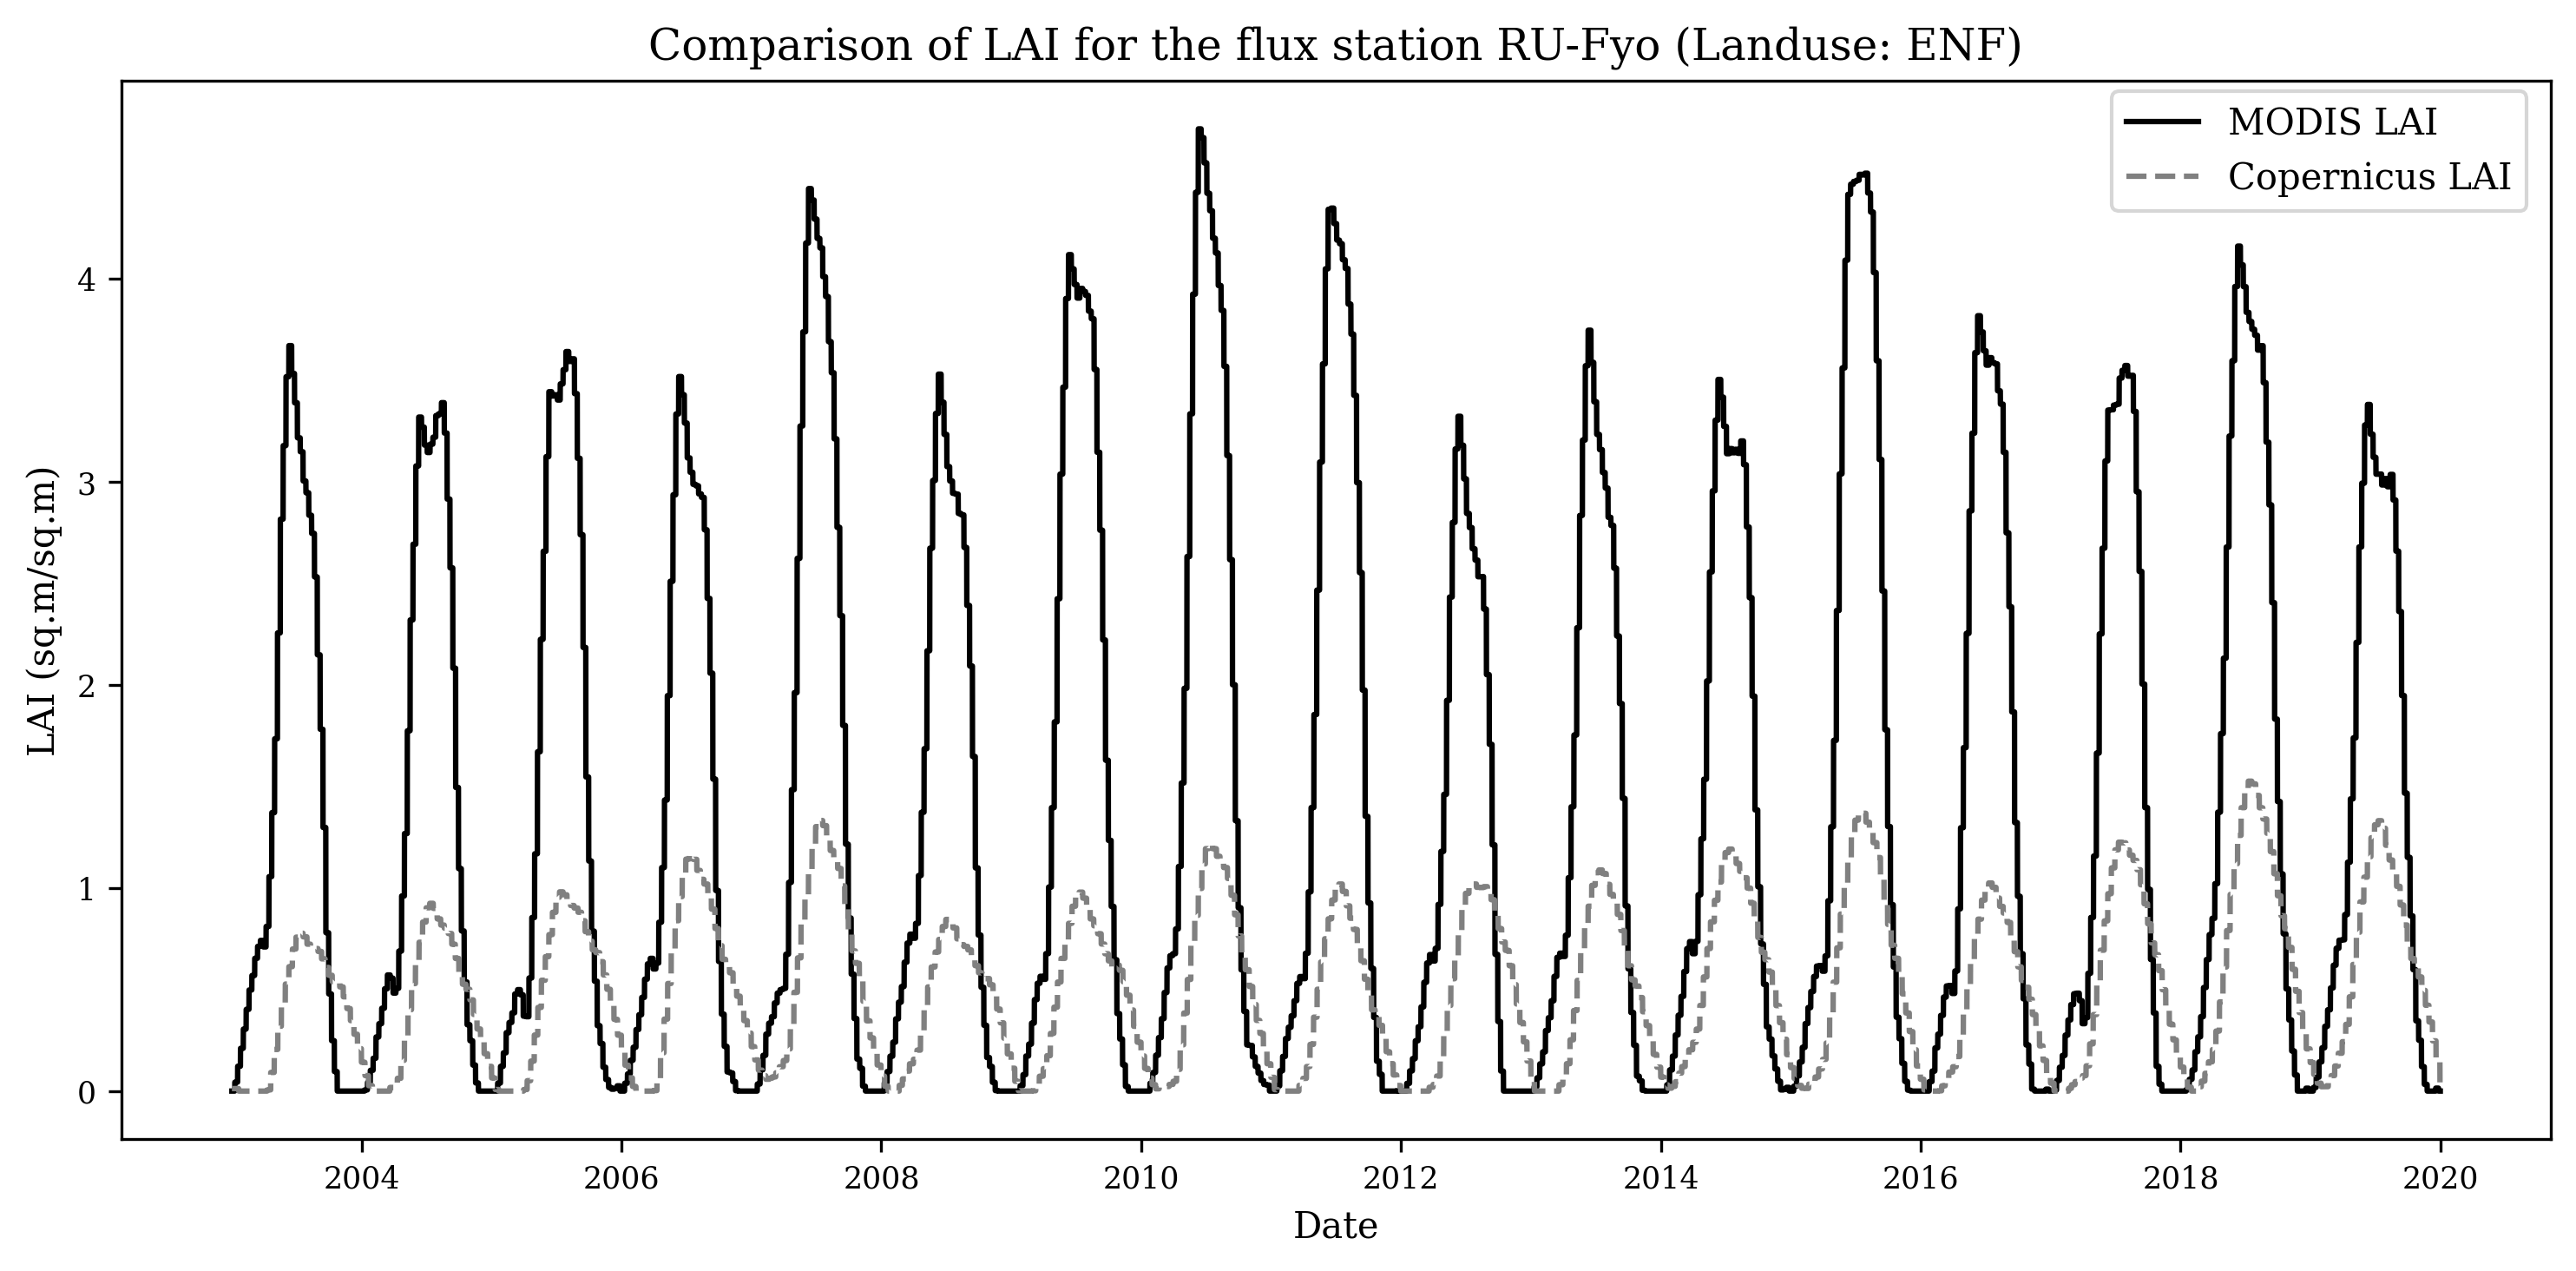 Comparison of LAI for the flux station RU-Fyo (Landuse: ENF)
MODIS LAI
Copernicus LAI
LAI (sq.m/sq.m)
4
3
2
1
0
2004 2006 2008 2010 2012 2014 2016 2018 2020
Date